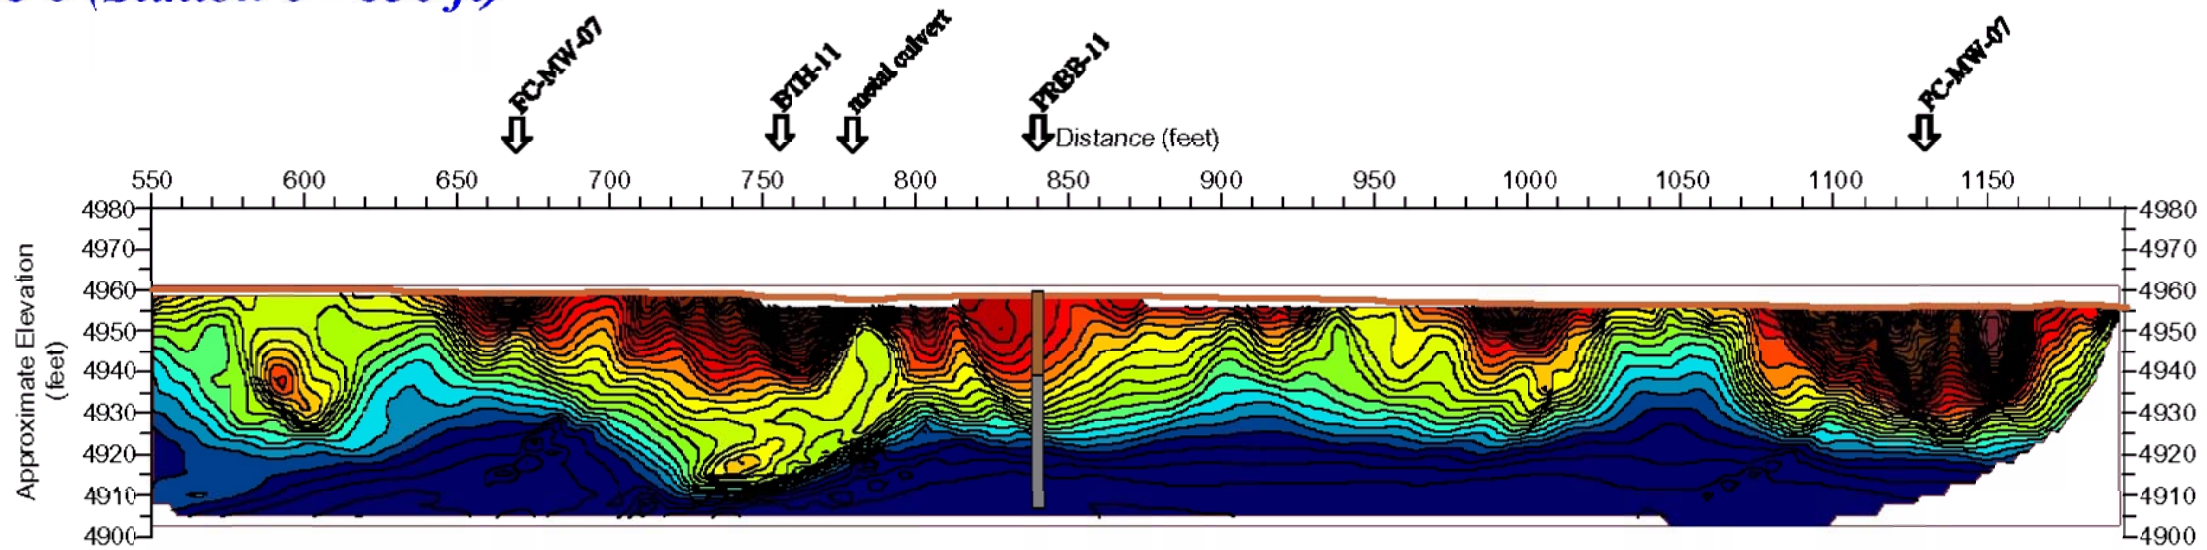 FC-MW-07
BTH-11
metal culvert
PRBB-11
FC-MW-07
Distance (feet)
550 600 650 700 750 800 850 900 950 1000 1050 1100 1150
Approximate Elevation
(feet)
4980 4980
4970 4970
4960 4960
4950 4950
4940 4940
4930 4930
4920 4920
4910 4910
4900 4900